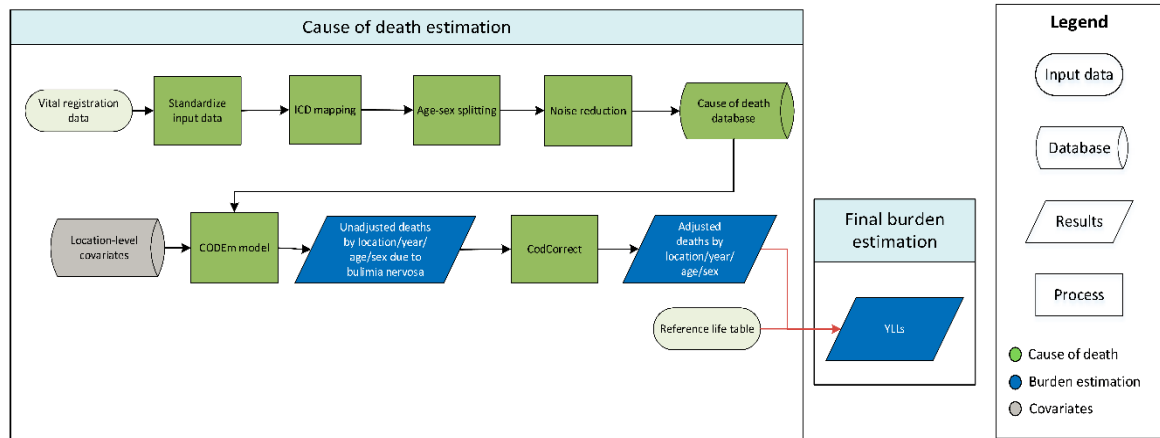 Cause of death estimation
Vital registration
data
Standardize
input data
ICD mapping
Age-sex splitting
Noise reduction
Cause of death
database
Location-level
covariates
CODEm model
Unadjusted deaths
by location/year/
age/sex due to
bulimia nervosa
CodCorrect
Adjusted
deaths by
location/year/
age/sex
Reference life table
Final burden
estimation
YLLs
Legend
Input data
Database
Results
Process
Cause of death
Burden estimation
Covariates